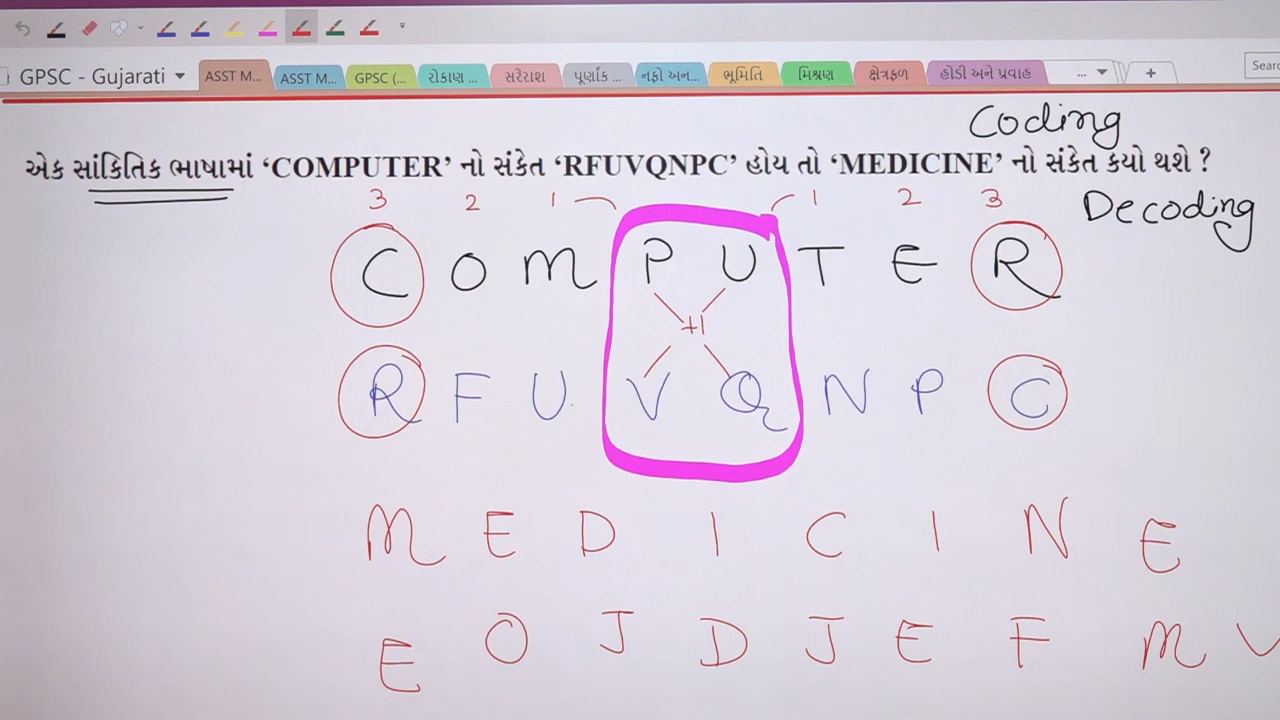 GPSC - Gujarati ASST M... ASST M... GPSC (... રોકાણ ... સરેરાશ પૂર્ણાંક ... નફો અન... ભૂમિતિ મિશ્રણ ક્ષેત્રફળ હોડી અને પ્રવાહ ... + Searc
Coding
એક સાંકેતિક ભાષામાં ‘COMPUTER’ નો સંકેત ‘RFUVQNPC’ હોય તો ‘MEDICINE’ નો સંકેત કયો થશે ?
Decoding
3 2 1 1 2 3
C O M P U T E R
+1
R F U V Q N P C
M E D I C I N E
E O J D J E F M